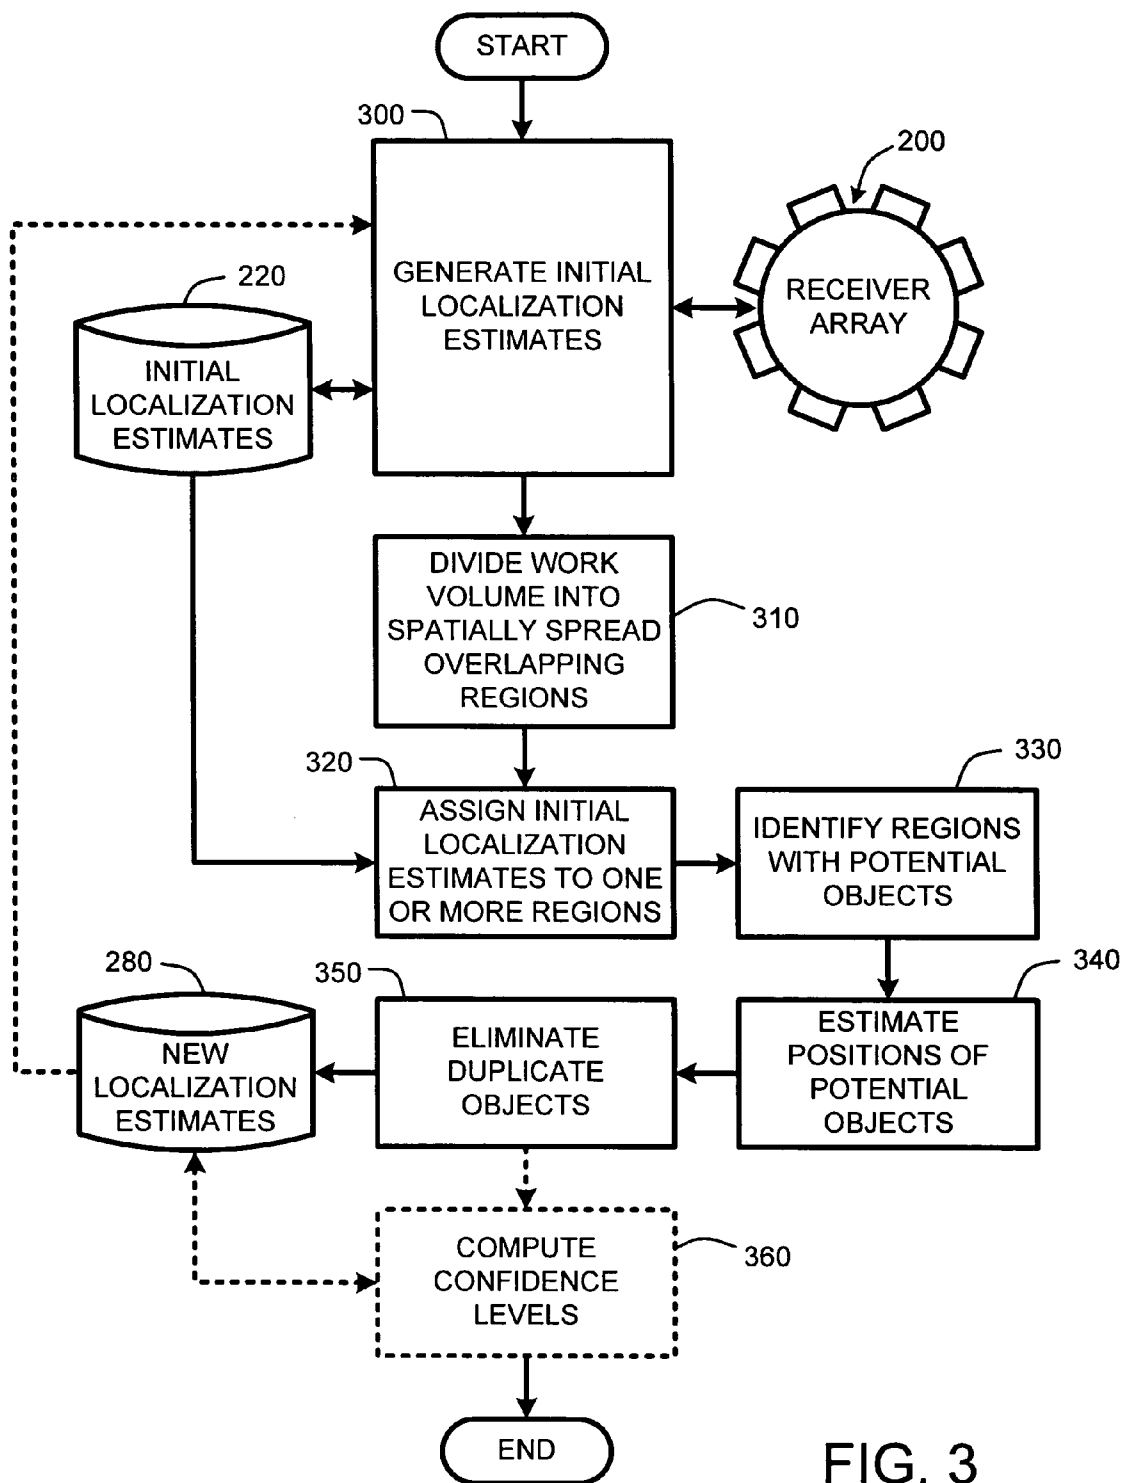 START
300
200
GENERATE INITIAL
LOCALIZATION
ESTIMATES
RECEIVER
ARRAY
220
INITIAL
LOCALIZATION
ESTIMATES
DIVIDE WORK
VOLUME INTO
SPATIALLY SPREAD
OVERLAPPING
REGIONS
310
320
ASSIGN INITIAL
LOCALIZATION
ESTIMATES TO ONE
OR MORE REGIONS
330
IDENTIFY REGIONS
WITH POTENTIAL
OBJECTS
340
ESTIMATE
POSITIONS OF
POTENTIAL
OBJECTS
350
ELIMINATE
DUPLICATE
OBJECTS
280
NEW
LOCALIZATION
ESTIMATES
COMPUTE
CONFIDENCE
LEVELS
360
END
FIG. 3